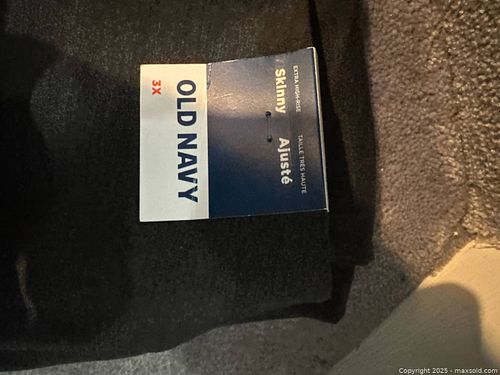 EXTRA HIGH-RISE
Skinny
TAILLE TRÈS HAUTE
Ajusté
3X
OLD NAVY
Copyright 2025 - maxsold.com